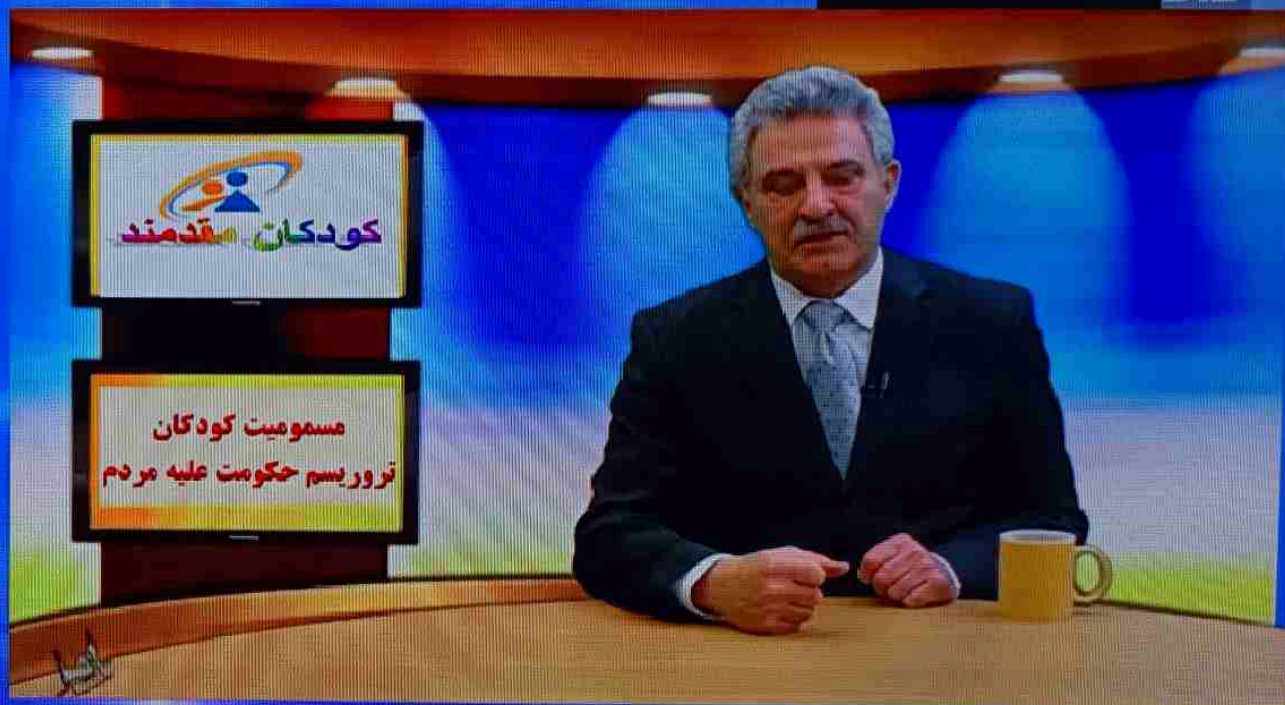 کودکان مقدمند
مسمومیت کودکان
تروریسم حکومت علیه مردم